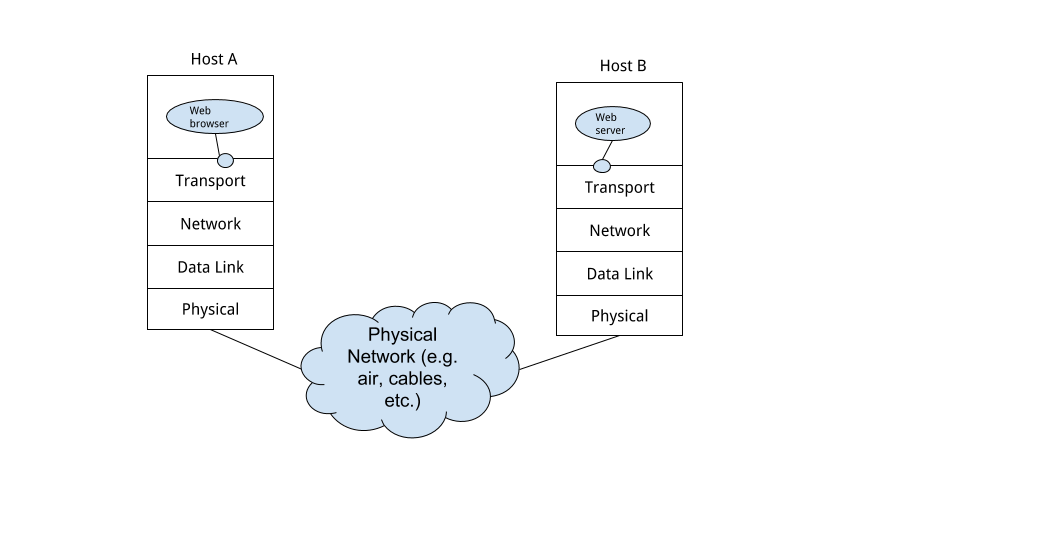 Host A
Web
browser
Transport
Network
Data Link
Physical
Host B
Web
server
Transport
Network
Data Link
Physical
Physical
Network (e.g.
air, cables,
etc.)